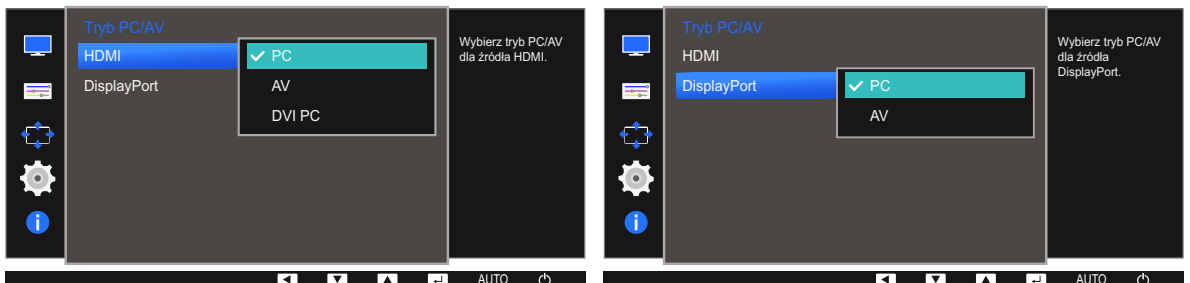 Tryb PC/AV
HDMI
PC
Wybierz tryb PC/AV
dla źródła HDMI.
DisplayPort
AV
DVI PC
AUTO
Tryb PC/AV
HDMI
Wybierz tryb PC/AV
dla źródła
DisplayPort.
DisplayPort
PC
AV
AUTO